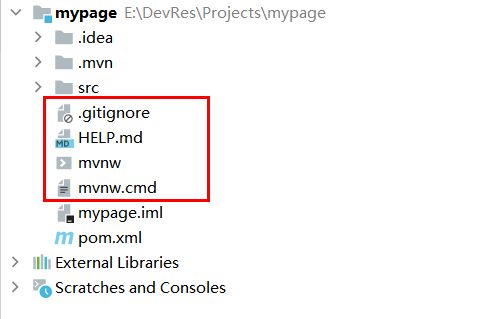 mypage E:\DevRes\Projects\mypage
.idea
.mvn
src
.gitignore
MD HELP.md
mvnw
mvnw.cmd
mypage.iml
m pom.xml
External Libraries
Scratches and Consoles